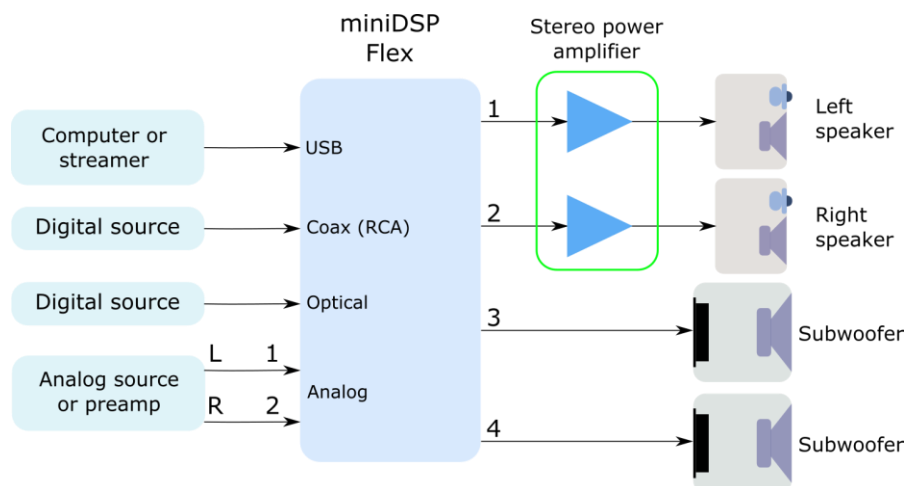 miniDSP
Flex
Stereo power
amplifier
Computer or
streamer
USB
1
Left
speaker
Digital source
Coax (RCA)
2
Right
speaker
Digital source
Optical
3
Subwoofer
Analog source
or preamp
L 1
R 2
Analog
4
Subwoofer